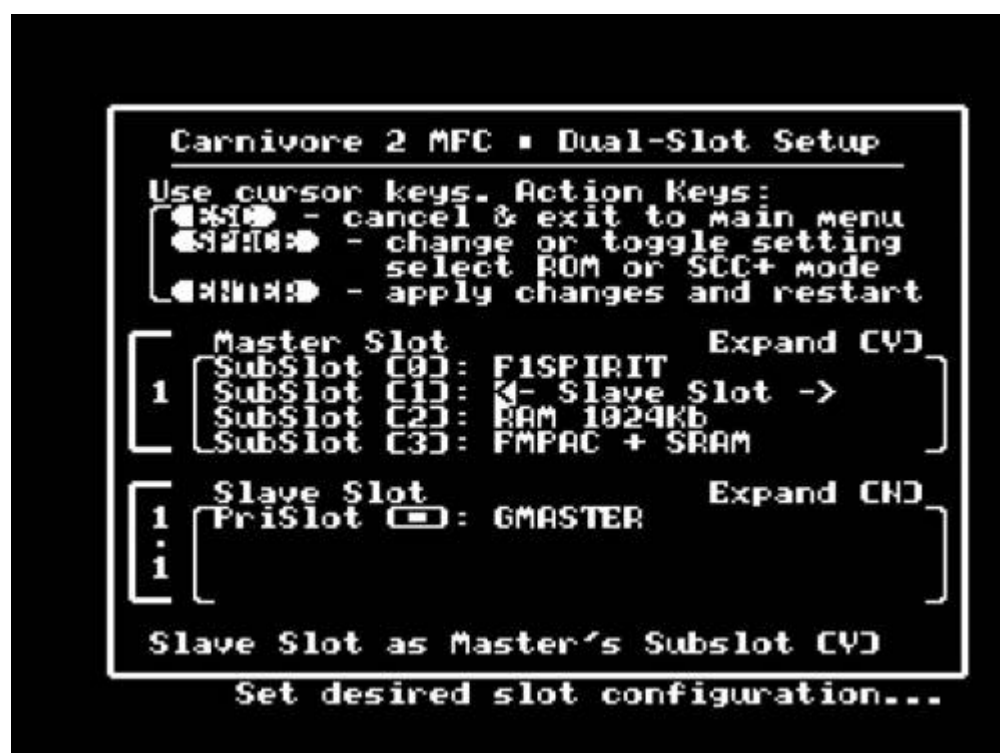 Carnivore 2 MFC ▪ Dual-Slot Setup
Use cursor keys. Action Keys:
ESC - cancel & exit to main menu
SPACE - change or toggle setting
select ROM or SCC+ mode
ENTER - apply changes and restart
Master Slot Expand [Y]
1
SubSlot [0]: F1SPIRIT
SubSlot [1]: <- Slave Slot ->
SubSlot [2]: RAM 1024Kb
SubSlot [3]: FMPAC + SRAM
Slave Slot Expand [N]
1.1
PriSlot [▪]: GMASTER
Slave Slot as Master's Subslot [Y]
Set desired slot configuration...